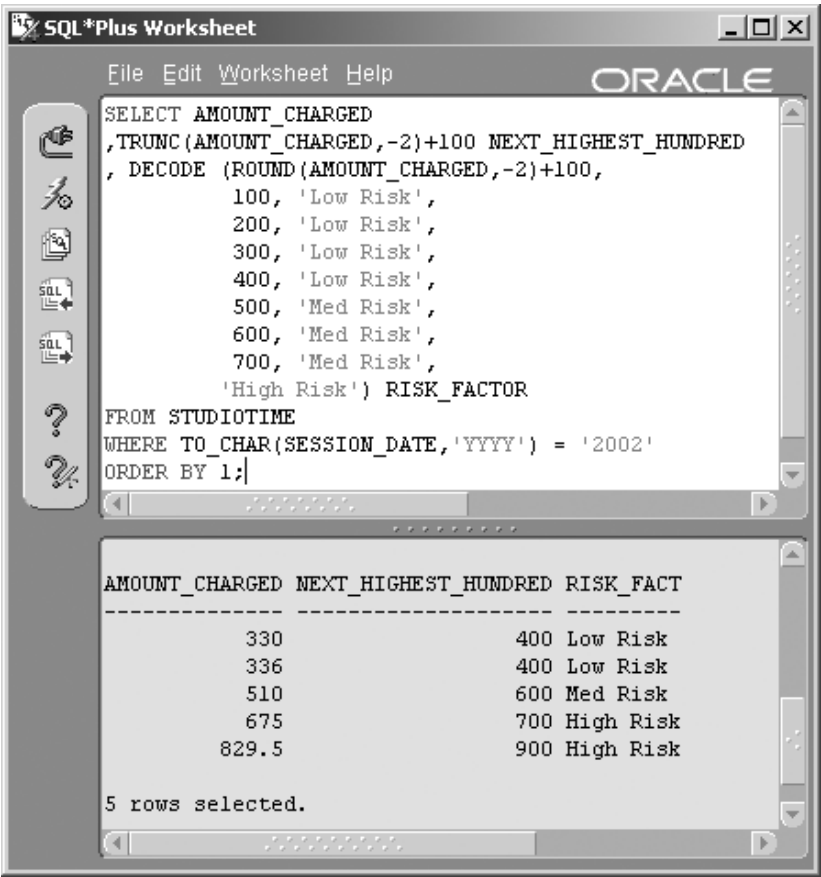 SQL*Plus Worksheet
File Edit Worksheet Help
ORACLE
SELECT AMOUNT_CHARGED
,TRUNC(AMOUNT_CHARGED,-2)+100 NEXT_HIGHEST_HUNDRED
, DECODE (ROUND(AMOUNT_CHARGED,-2)+100,
100, 'Low Risk',
200, 'Low Risk',
300, 'Low Risk',
400, 'Low Risk',
500, 'Med Risk',
600, 'Med Risk',
700, 'Med Risk',
'High Risk') RISK_FACTOR
FROM STUDIOTIME
WHERE TO_CHAR(SESSION_DATE,'YYYY') = '2002'
ORDER BY 1;
AMOUNT_CHARGED NEXT_HIGHEST_HUNDRED RISK_FACT
-------------- -------------------- ---------
330 400 Low Risk
336 400 Low Risk
510 600 Med Risk
675 700 High Risk
829.5 900 High Risk
5 rows selected.